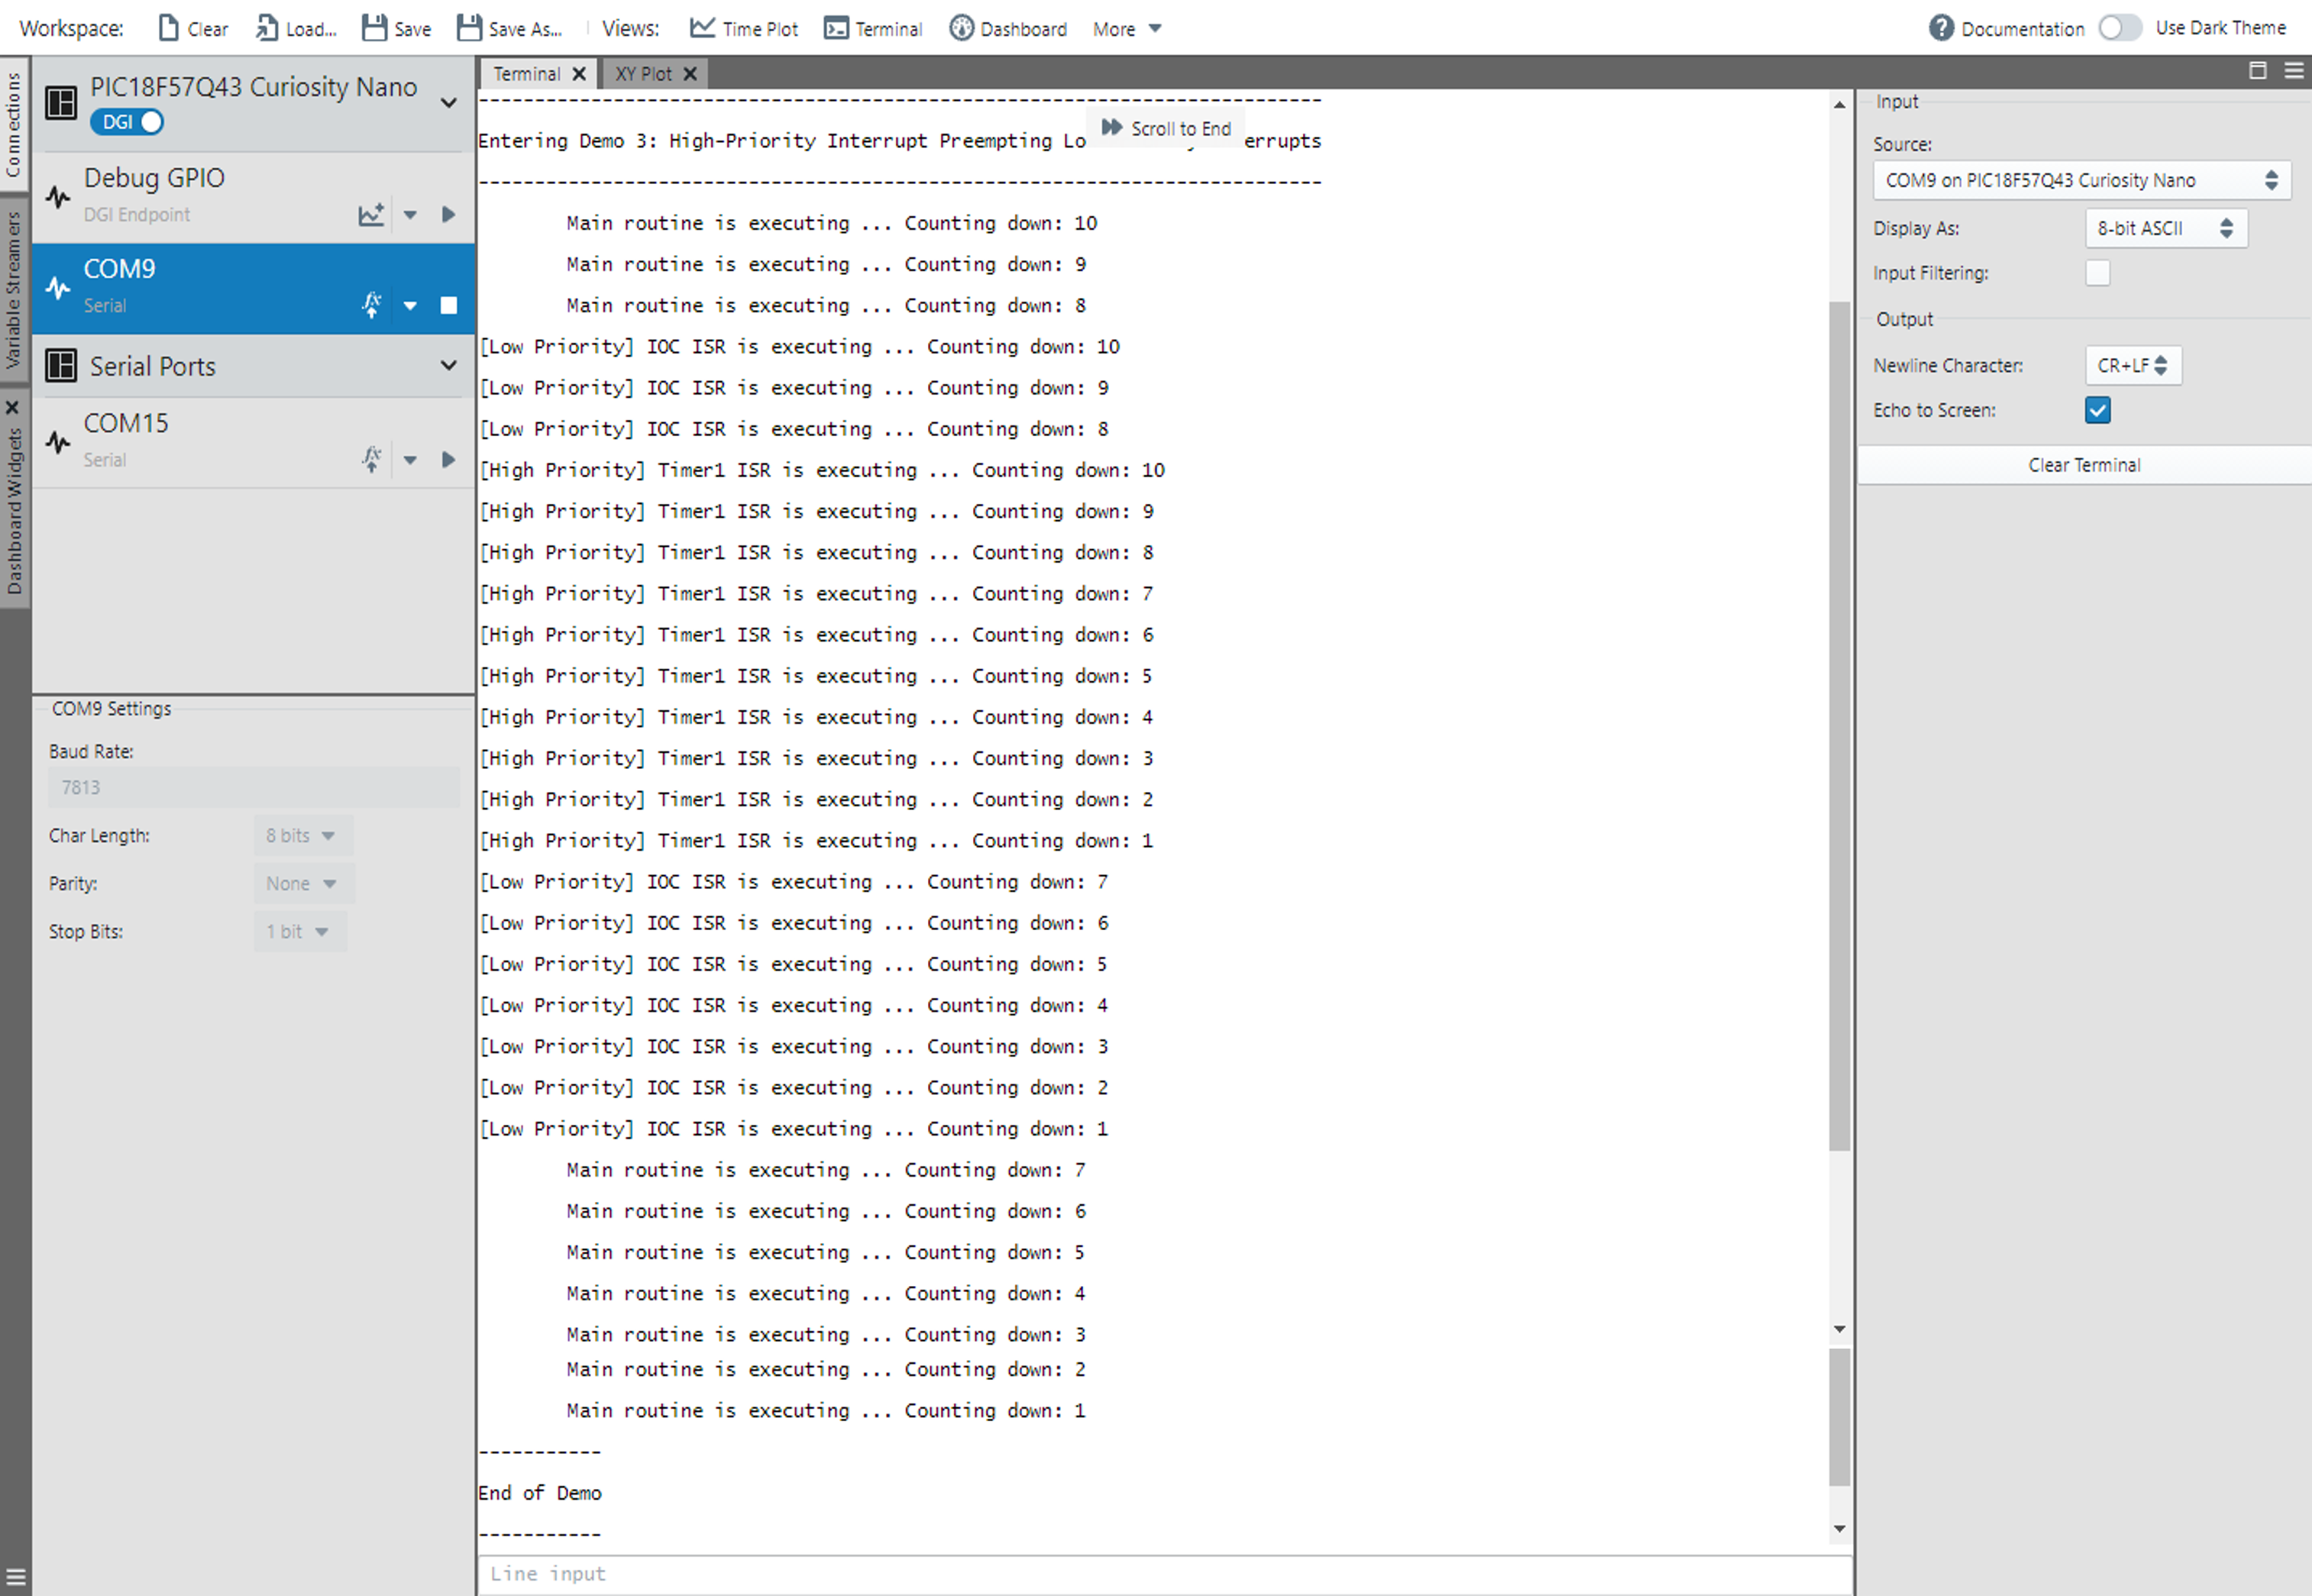 Workspace: Clear Load... Save Save As... Views: Time Plot Terminal Dashboard More Documentation Use Dark Theme
Connections
Variable Streamers
Dashboard Widgets
PIC18F57Q43 Curiosity Nano
DGI
Debug GPIO
DGI Endpoint
COM9
Serial
Serial Ports
COM15
Serial
COM9 Settings
Baud Rate:
7813
Char Length: 8 bits
Parity: None
Stop Bits: 1 bit
Terminal XY Plot
---------------------------------------------------------------------------
Scroll to End
Entering Demo 3: High-Priority Interrupt Preempting Lo errupts
---------------------------------------------------------------------------
Main routine is executing ... Counting down: 10
Main routine is executing ... Counting down: 9
Main routine is executing ... Counting down: 8
[Low Priority] IOC ISR is executing ... Counting down: 10
[Low Priority] IOC ISR is executing ... Counting down: 9
[Low Priority] IOC ISR is executing ... Counting down: 8
[High Priority] Timer1 ISR is executing ... Counting down: 10
[High Priority] Timer1 ISR is executing ... Counting down: 9
[High Priority] Timer1 ISR is executing ... Counting down: 8
[High Priority] Timer1 ISR is executing ... Counting down: 7
[High Priority] Timer1 ISR is executing ... Counting down: 6
[High Priority] Timer1 ISR is executing ... Counting down: 5
[High Priority] Timer1 ISR is executing ... Counting down: 4
[High Priority] Timer1 ISR is executing ... Counting down: 3
[High Priority] Timer1 ISR is executing ... Counting down: 2
[High Priority] Timer1 ISR is executing ... Counting down: 1
[Low Priority] IOC ISR is executing ... Counting down: 7
[Low Priority] IOC ISR is executing ... Counting down: 6
[Low Priority] IOC ISR is executing ... Counting down: 5
[Low Priority] IOC ISR is executing ... Counting down: 4
[Low Priority] IOC ISR is executing ... Counting down: 3
[Low Priority] IOC ISR is executing ... Counting down: 2
[Low Priority] IOC ISR is executing ... Counting down: 1
Main routine is executing ... Counting down: 7
Main routine is executing ... Counting down: 6
Main routine is executing ... Counting down: 5
Main routine is executing ... Counting down: 4
Main routine is executing ... Counting down: 3
Main routine is executing ... Counting down: 2
Main routine is executing ... Counting down: 1
-----------
End of Demo
-----------
Line input
Input
Source:
COM9 on PIC18F57Q43 Curiosity Nano
Display As: 8-bit ASCII
Input Filtering:
Output
Newline Character: CR+LF
Echo to Screen:
Clear Terminal